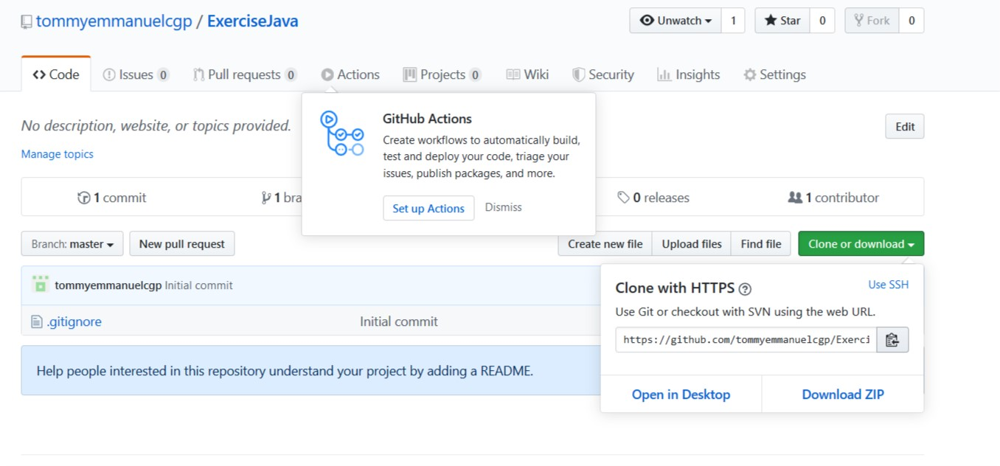 tommyemmanuelcgp / ExerciseJava
Unwatch 1 Star 0 Fork 0
Code Issues 0 Pull requests 0 Actions Projects 0 Wiki Security Insights Settings
No description, website, or topics provided.
Edit
Manage topics
GitHub Actions
Create workflows to automatically build,
test and deploy your code, triage your
issues, publish packages, and more.
Set up Actions Dismiss
1 commit 1 bra 0 releases 1 contributor
Branch: master New pull request Create new file Upload files Find file Clone or download
tommyemmanuelcgp Initial commit
.gitignore Initial commit
Help people interested in this repository understand your project by adding a README.
Clone with HTTPS ? Use SSH
Use Git or checkout with SVN using the web URL.
https://github.com/tommyemmanuelcgp/Exerci
Open in Desktop Download ZIP